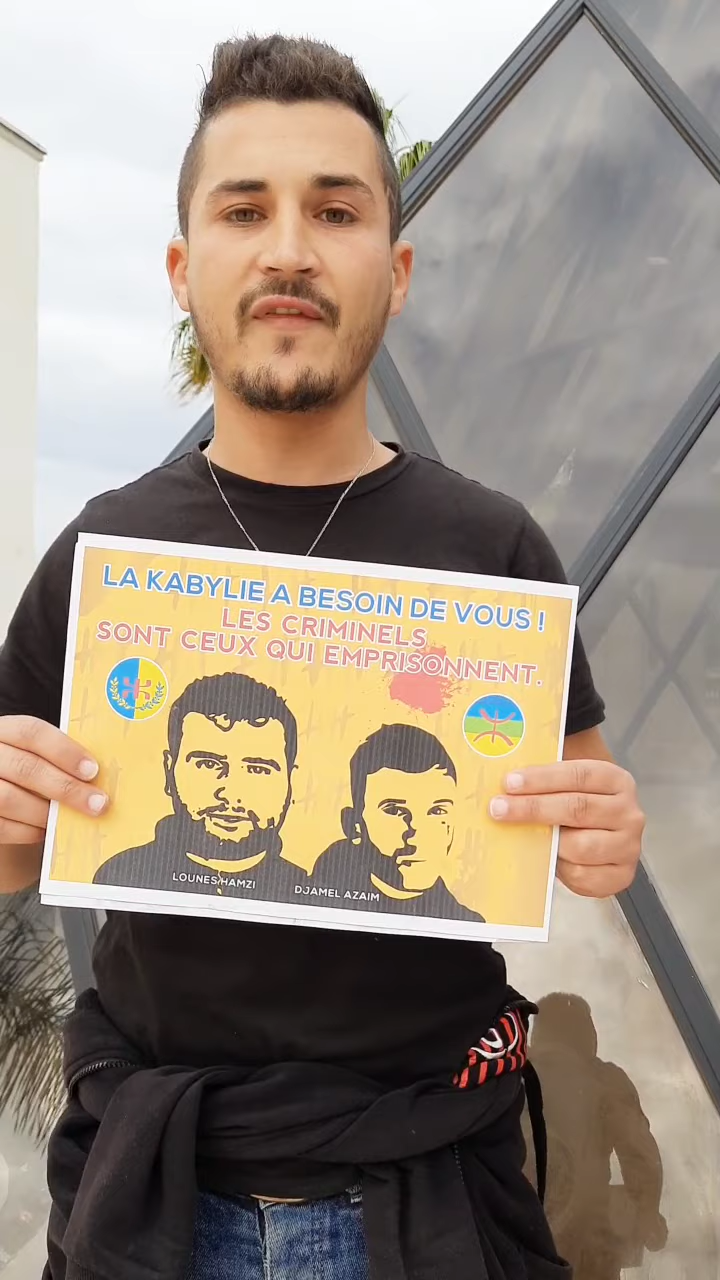 LA KABYLIE A BESOIN DE VOUS !
LES CRIMINELS
SONT CEUX QUI EMPRISONNENT.
LOUNES HAMZI
DJAMEL AZAIM